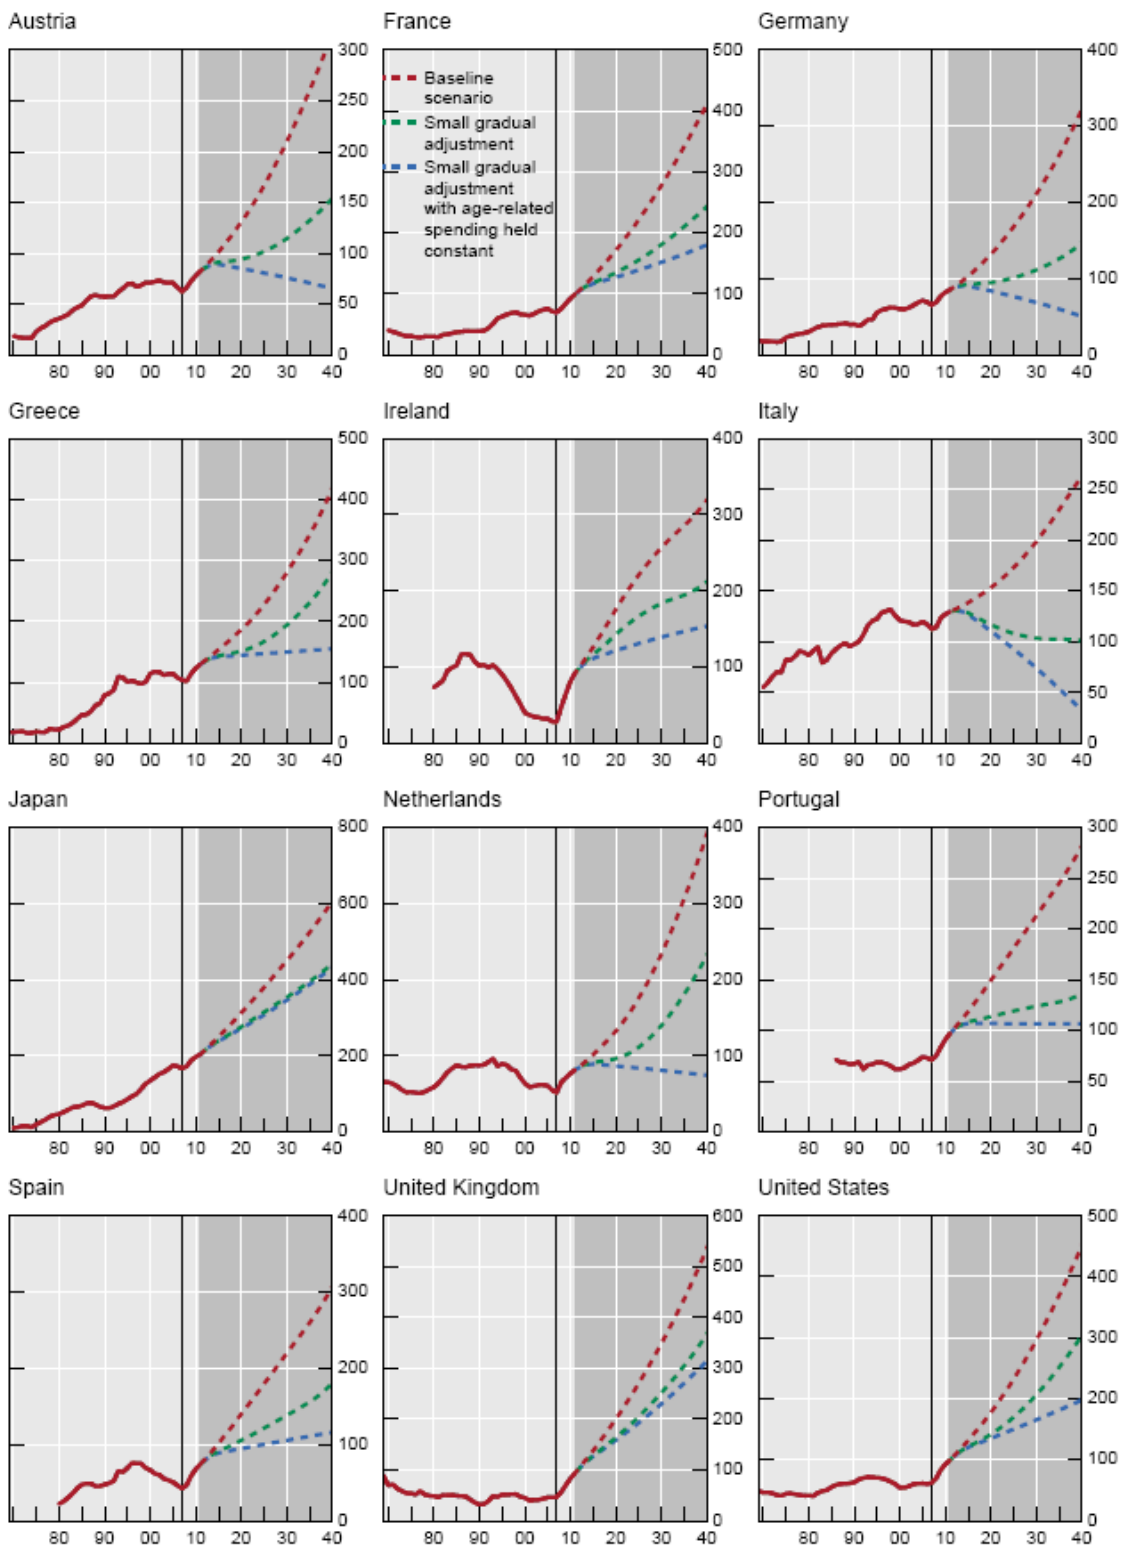 Austria
300
250
200
150
100
50
0
80 90 00 10 20 30 40
France
Baseline
scenario
Small gradual
adjustment
Small gradual
adjustment
with age-related
spending held
constant
500
400
300
200
100
0
80 90 00 10 20 30 40
Germany
400
300
200
100
0
80 90 00 10 20 30 40
Greece
500
400
300
200
100
0
80 90 00 10 20 30 40
Ireland
400
300
200
100
0
80 90 00 10 20 30 40
Italy
300
250
200
150
100
50
0
80 90 00 10 20 30 40
Japan
800
600
400
200
0
80 90 00 10 20 30 40
Netherlands
400
300
200
100
0
80 90 00 10 20 30 40
Portugal
300
250
200
150
100
50
0
80 90 00 10 20 30 40
Spain
400
300
200
100
0
80 90 00 10 20 30 40
United Kingdom
600
500
400
300
200
100
0
80 90 00 10 20 30 40
United States
500
400
300
200
100
0
80 90 00 10 20 30 40